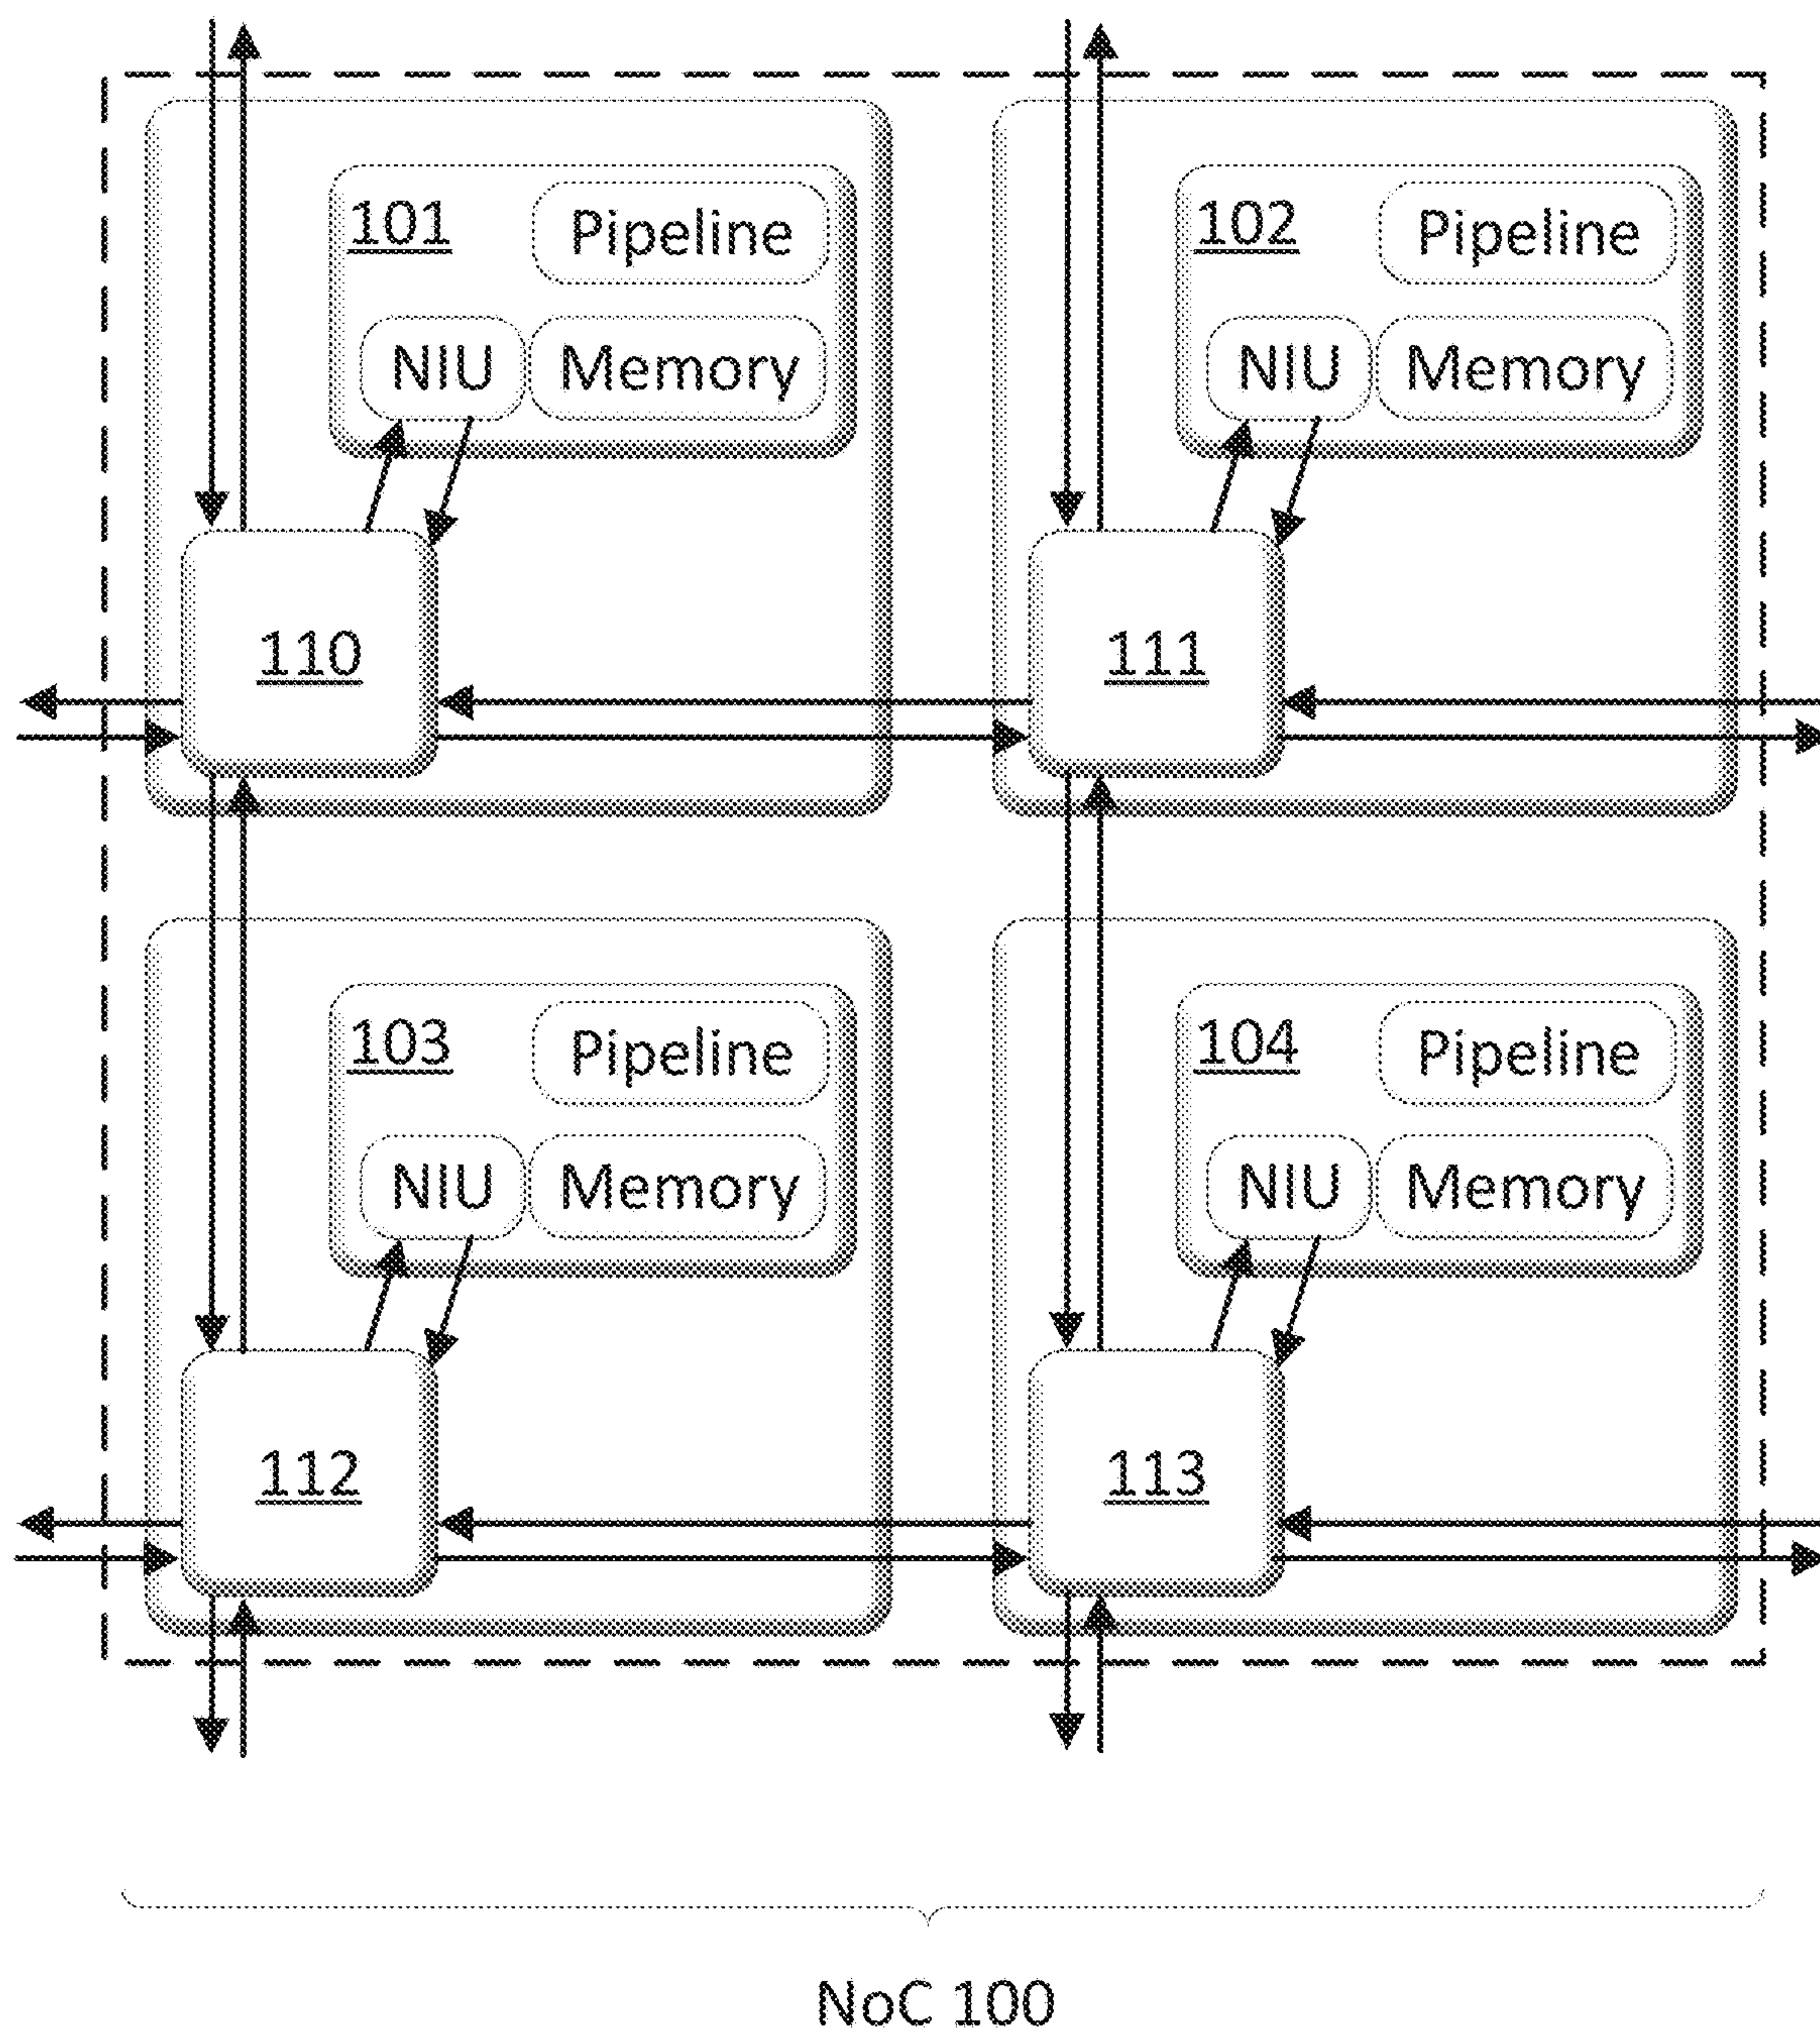 101 Pipeline
NIU Memory
102 Pipeline
NIU Memory
110
111
103 Pipeline
NIU Memory
104 Pipeline
NIU Memory
112
113
NoC 100